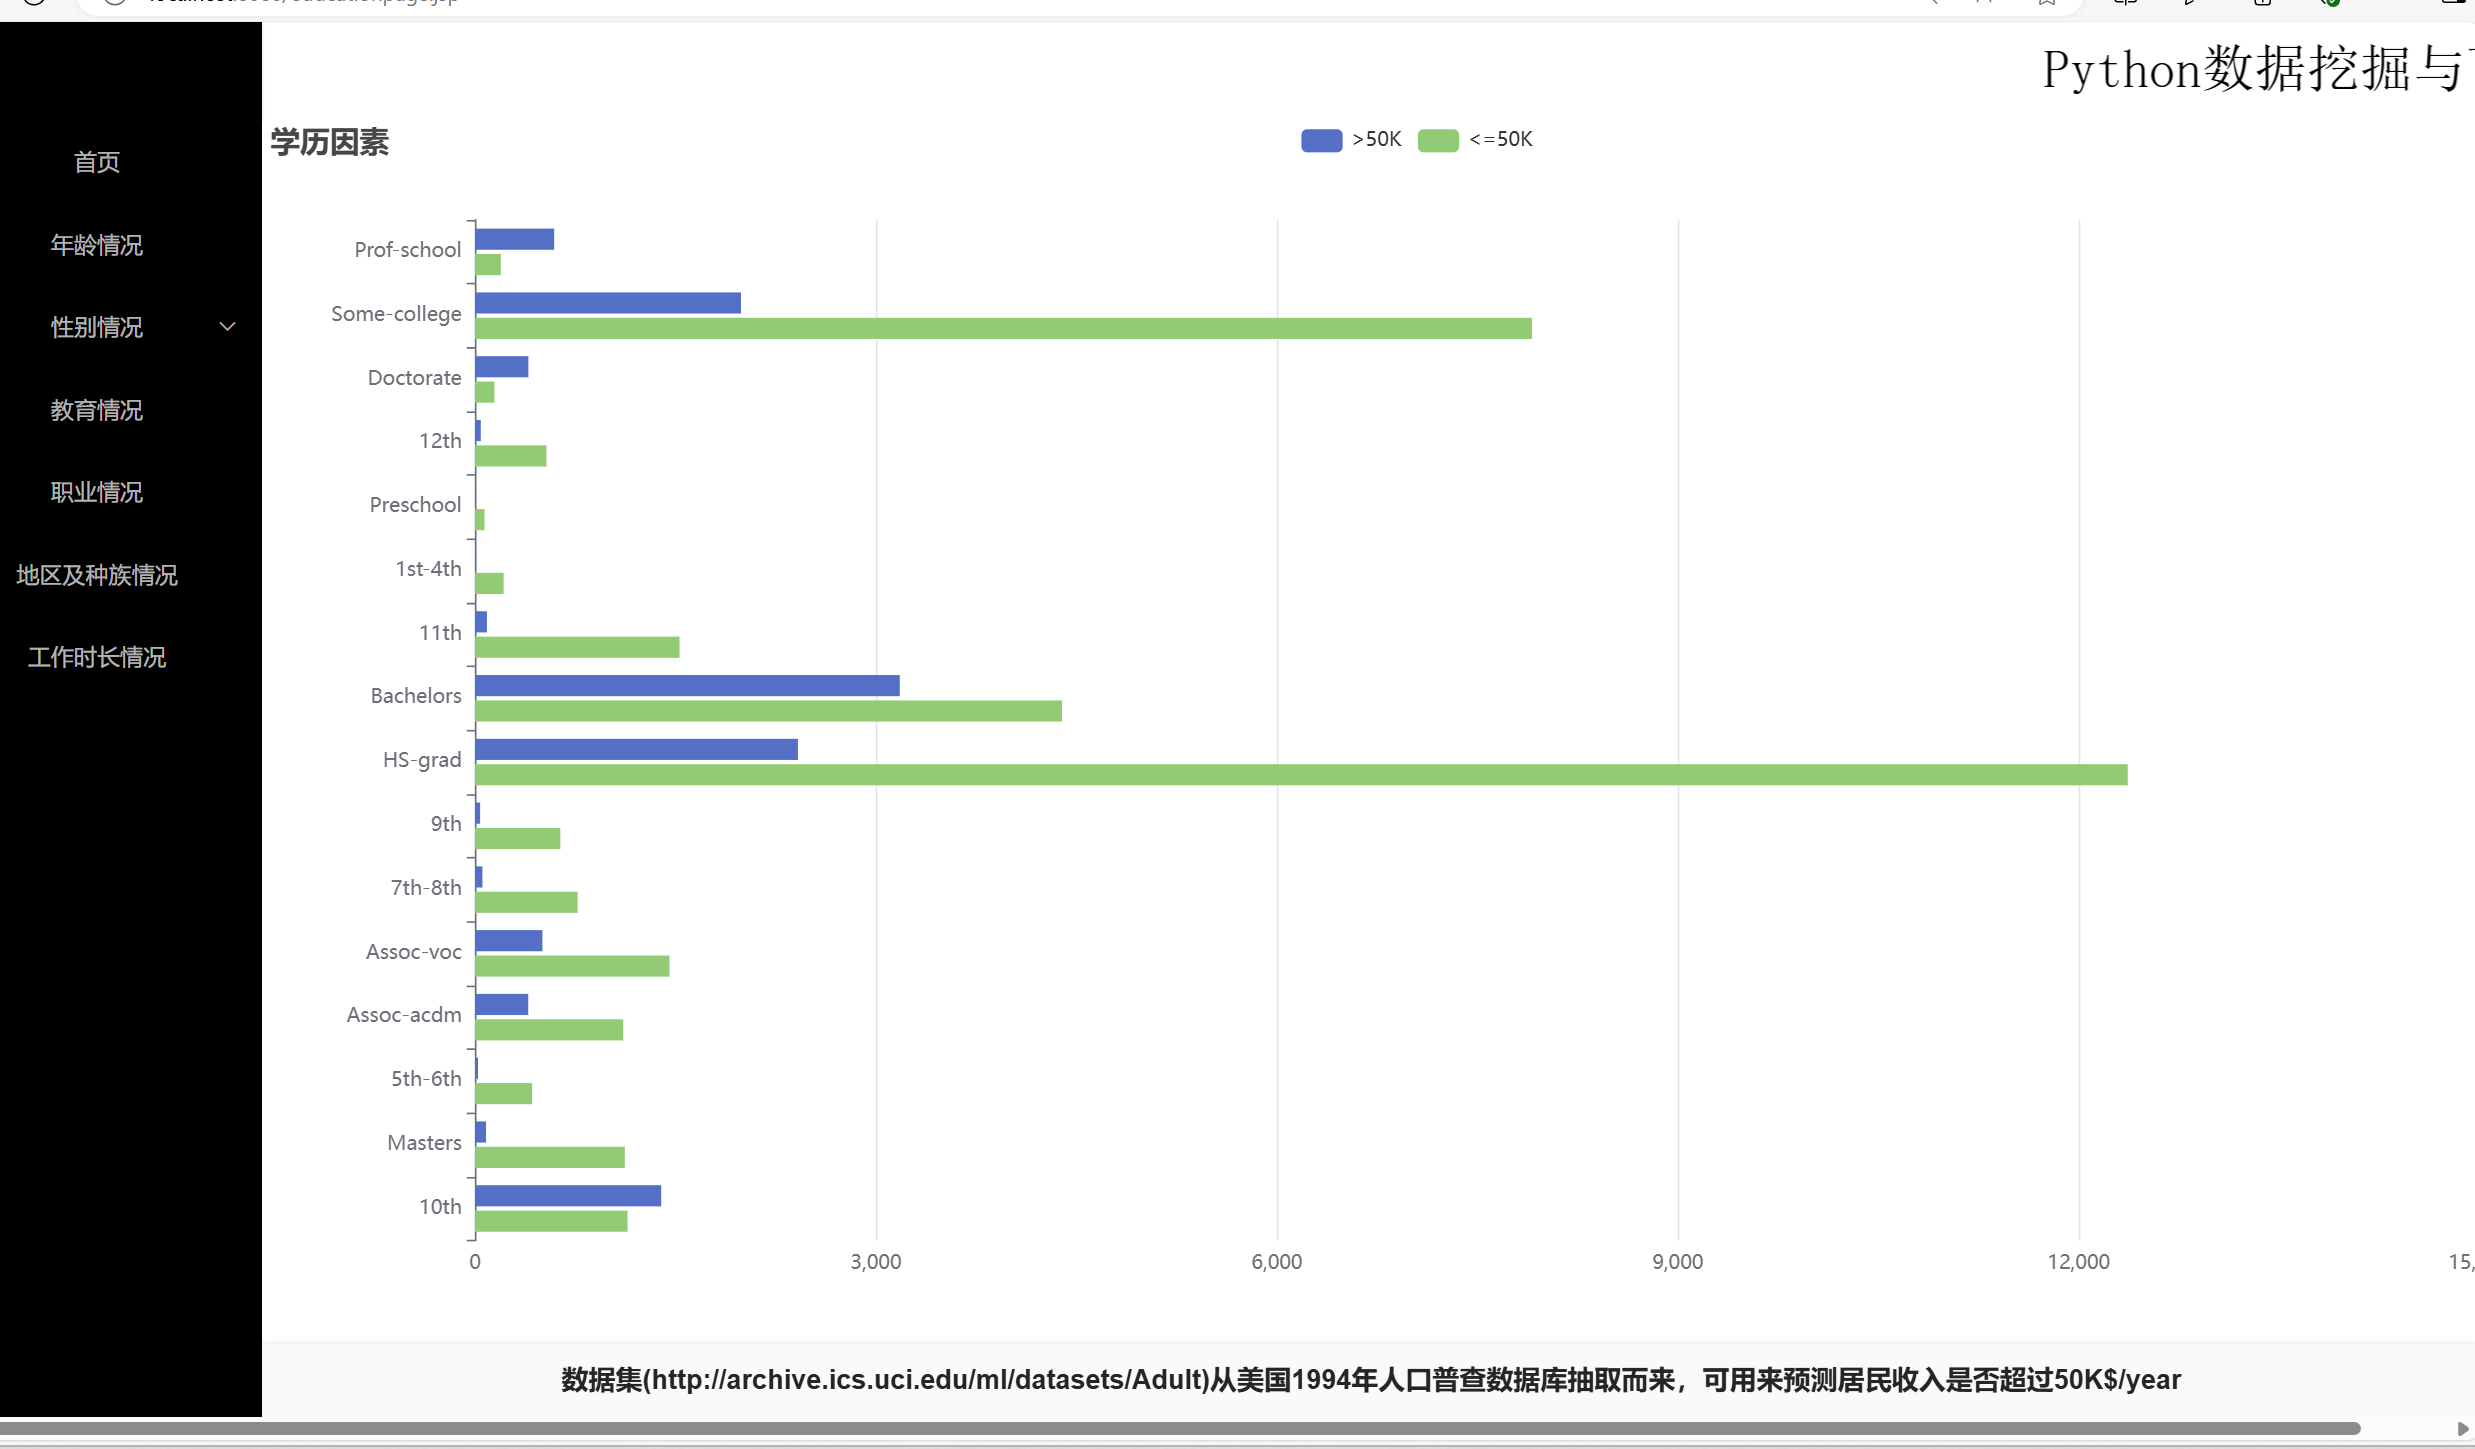 Python数据挖掘与
首页
年龄情况
性别情况
教育情况
职业情况
地区及种族情况
工作时长情况
学历因素
>50K <=50K
Prof-school
Some-college
Doctorate
12th
Preschool
1st-4th
11th
Bachelors
HS-grad
9th
7th-8th
Assoc-voc
Assoc-acdm
5th-6th
Masters
10th
0 3,000 6,000 9,000 12,000 15,
数据集(http://archive.ics.uci.edu/ml/datasets/Adult)从美国1994年人口普查数据库抽取而来，可用来预测居民收入是否超过50K$/year